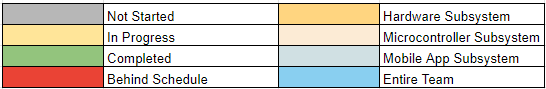 Not Started Hardware Subsystem
In Progress Microcontroller Subsystem
Completed Mobile App Subsystem
Behind Schedule Entire Team